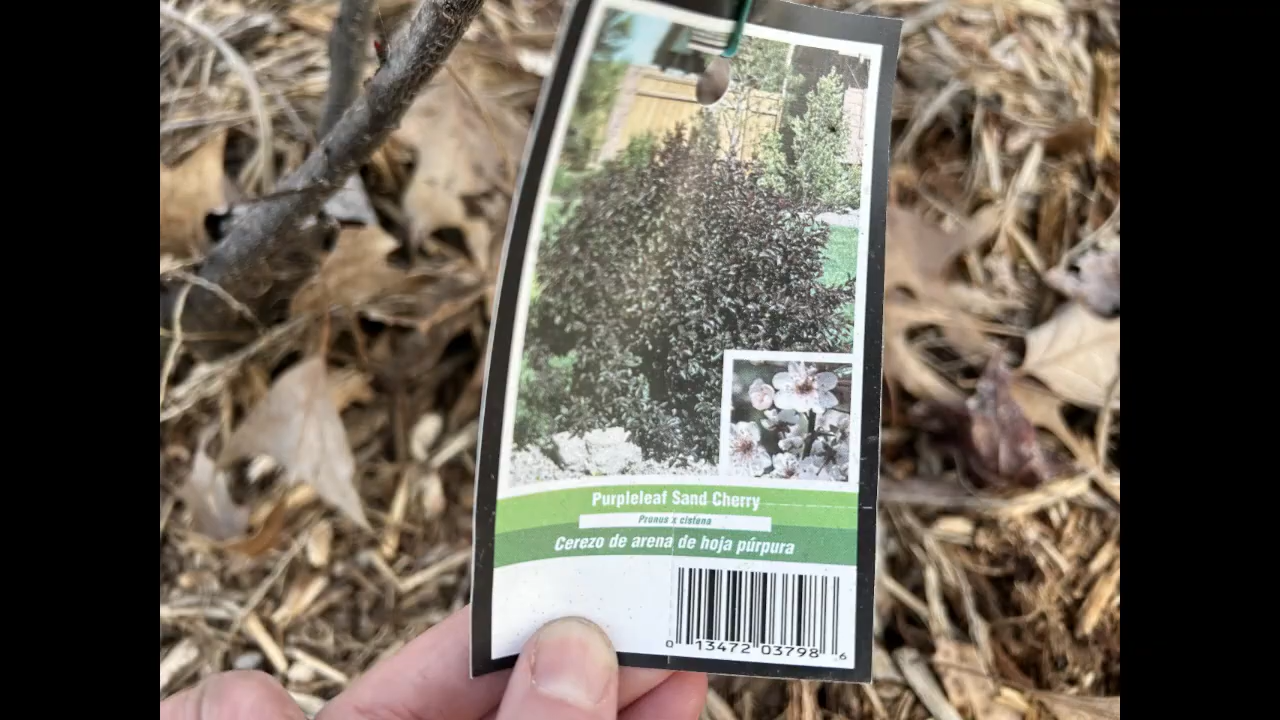 Purpleleaf Sand Cherry
Prunus x cistena
Cerezo de arena de hoja púrpura
0 13472 03798 6